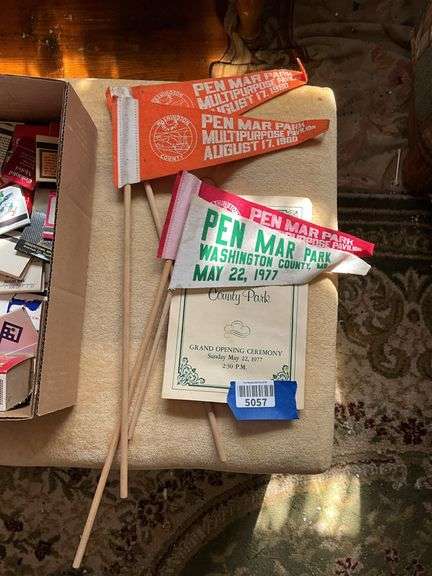 PEN MAR PARK
MULTIPURPOSE PAVILION
AUGUST 17, 1980
WASHINGTON
COUNTY
PEN MAR PARK
MULTIPURPOSE PAVILION
AUGUST 17, 1980
PEN MAR PARK
MULTIPURPOSE PAVIL
PEN MAR PARK
WASHINGTON COUNTY, MD.
MAY 22, 1977
County Park
GRAND OPENING CEREMONY
Sunday May 22, 1977
2:30 P.M.
5057